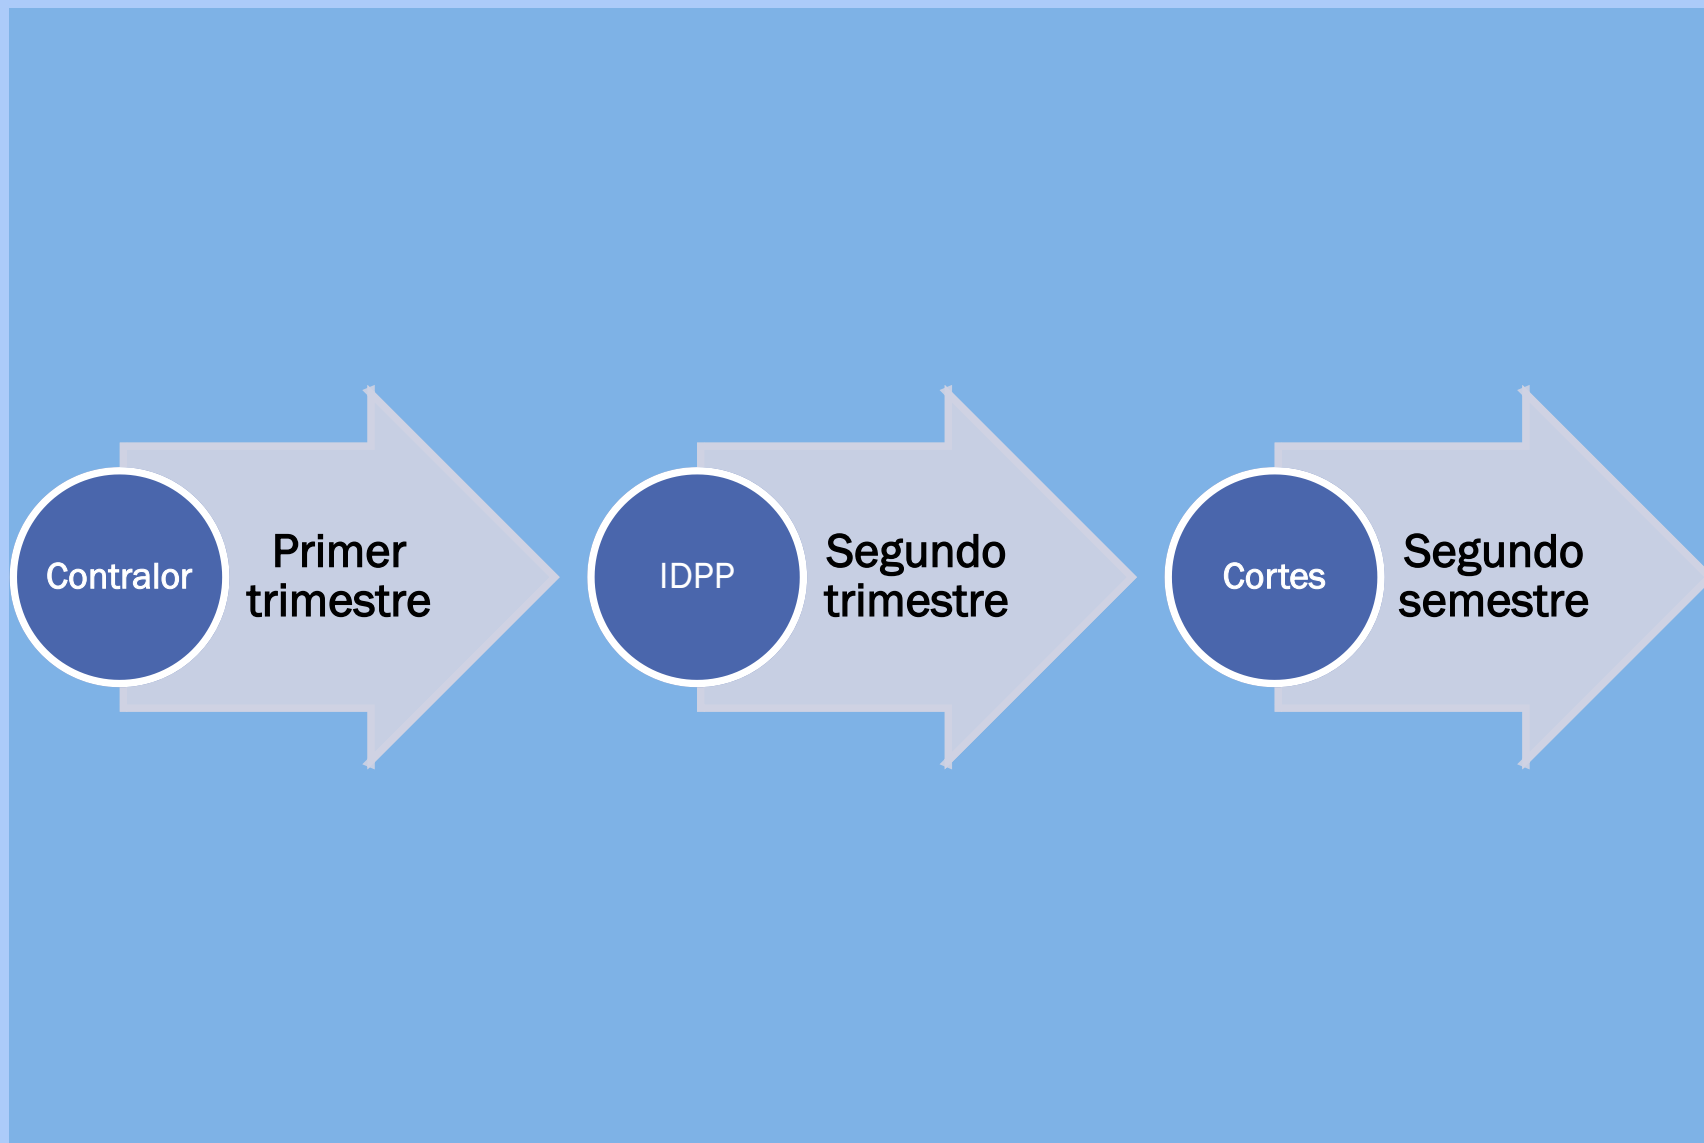 Contralor
Primer
trimestre
IDPP
Segundo
trimestre
Cortes
Segundo
semestre